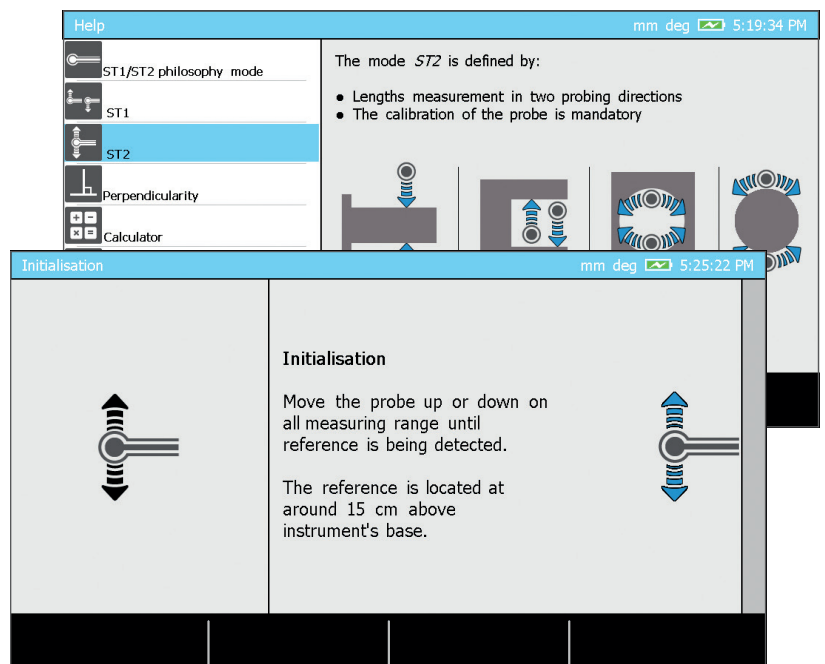 Help
mm deg 5:19:34 PM
ST1/ST2 philosophy mode
ST1
ST2
Perpendicularity
Calculator
The mode ST2 is defined by:
● Lengths measurement in two probing directions
● The calibration of the probe is mandatory
Initialisation
mm deg 5:25:22 PM
Initialisation
Move the probe up or down on
all measuring range until
reference is being detected.
The reference is located at
around 15 cm above
instrument's base.